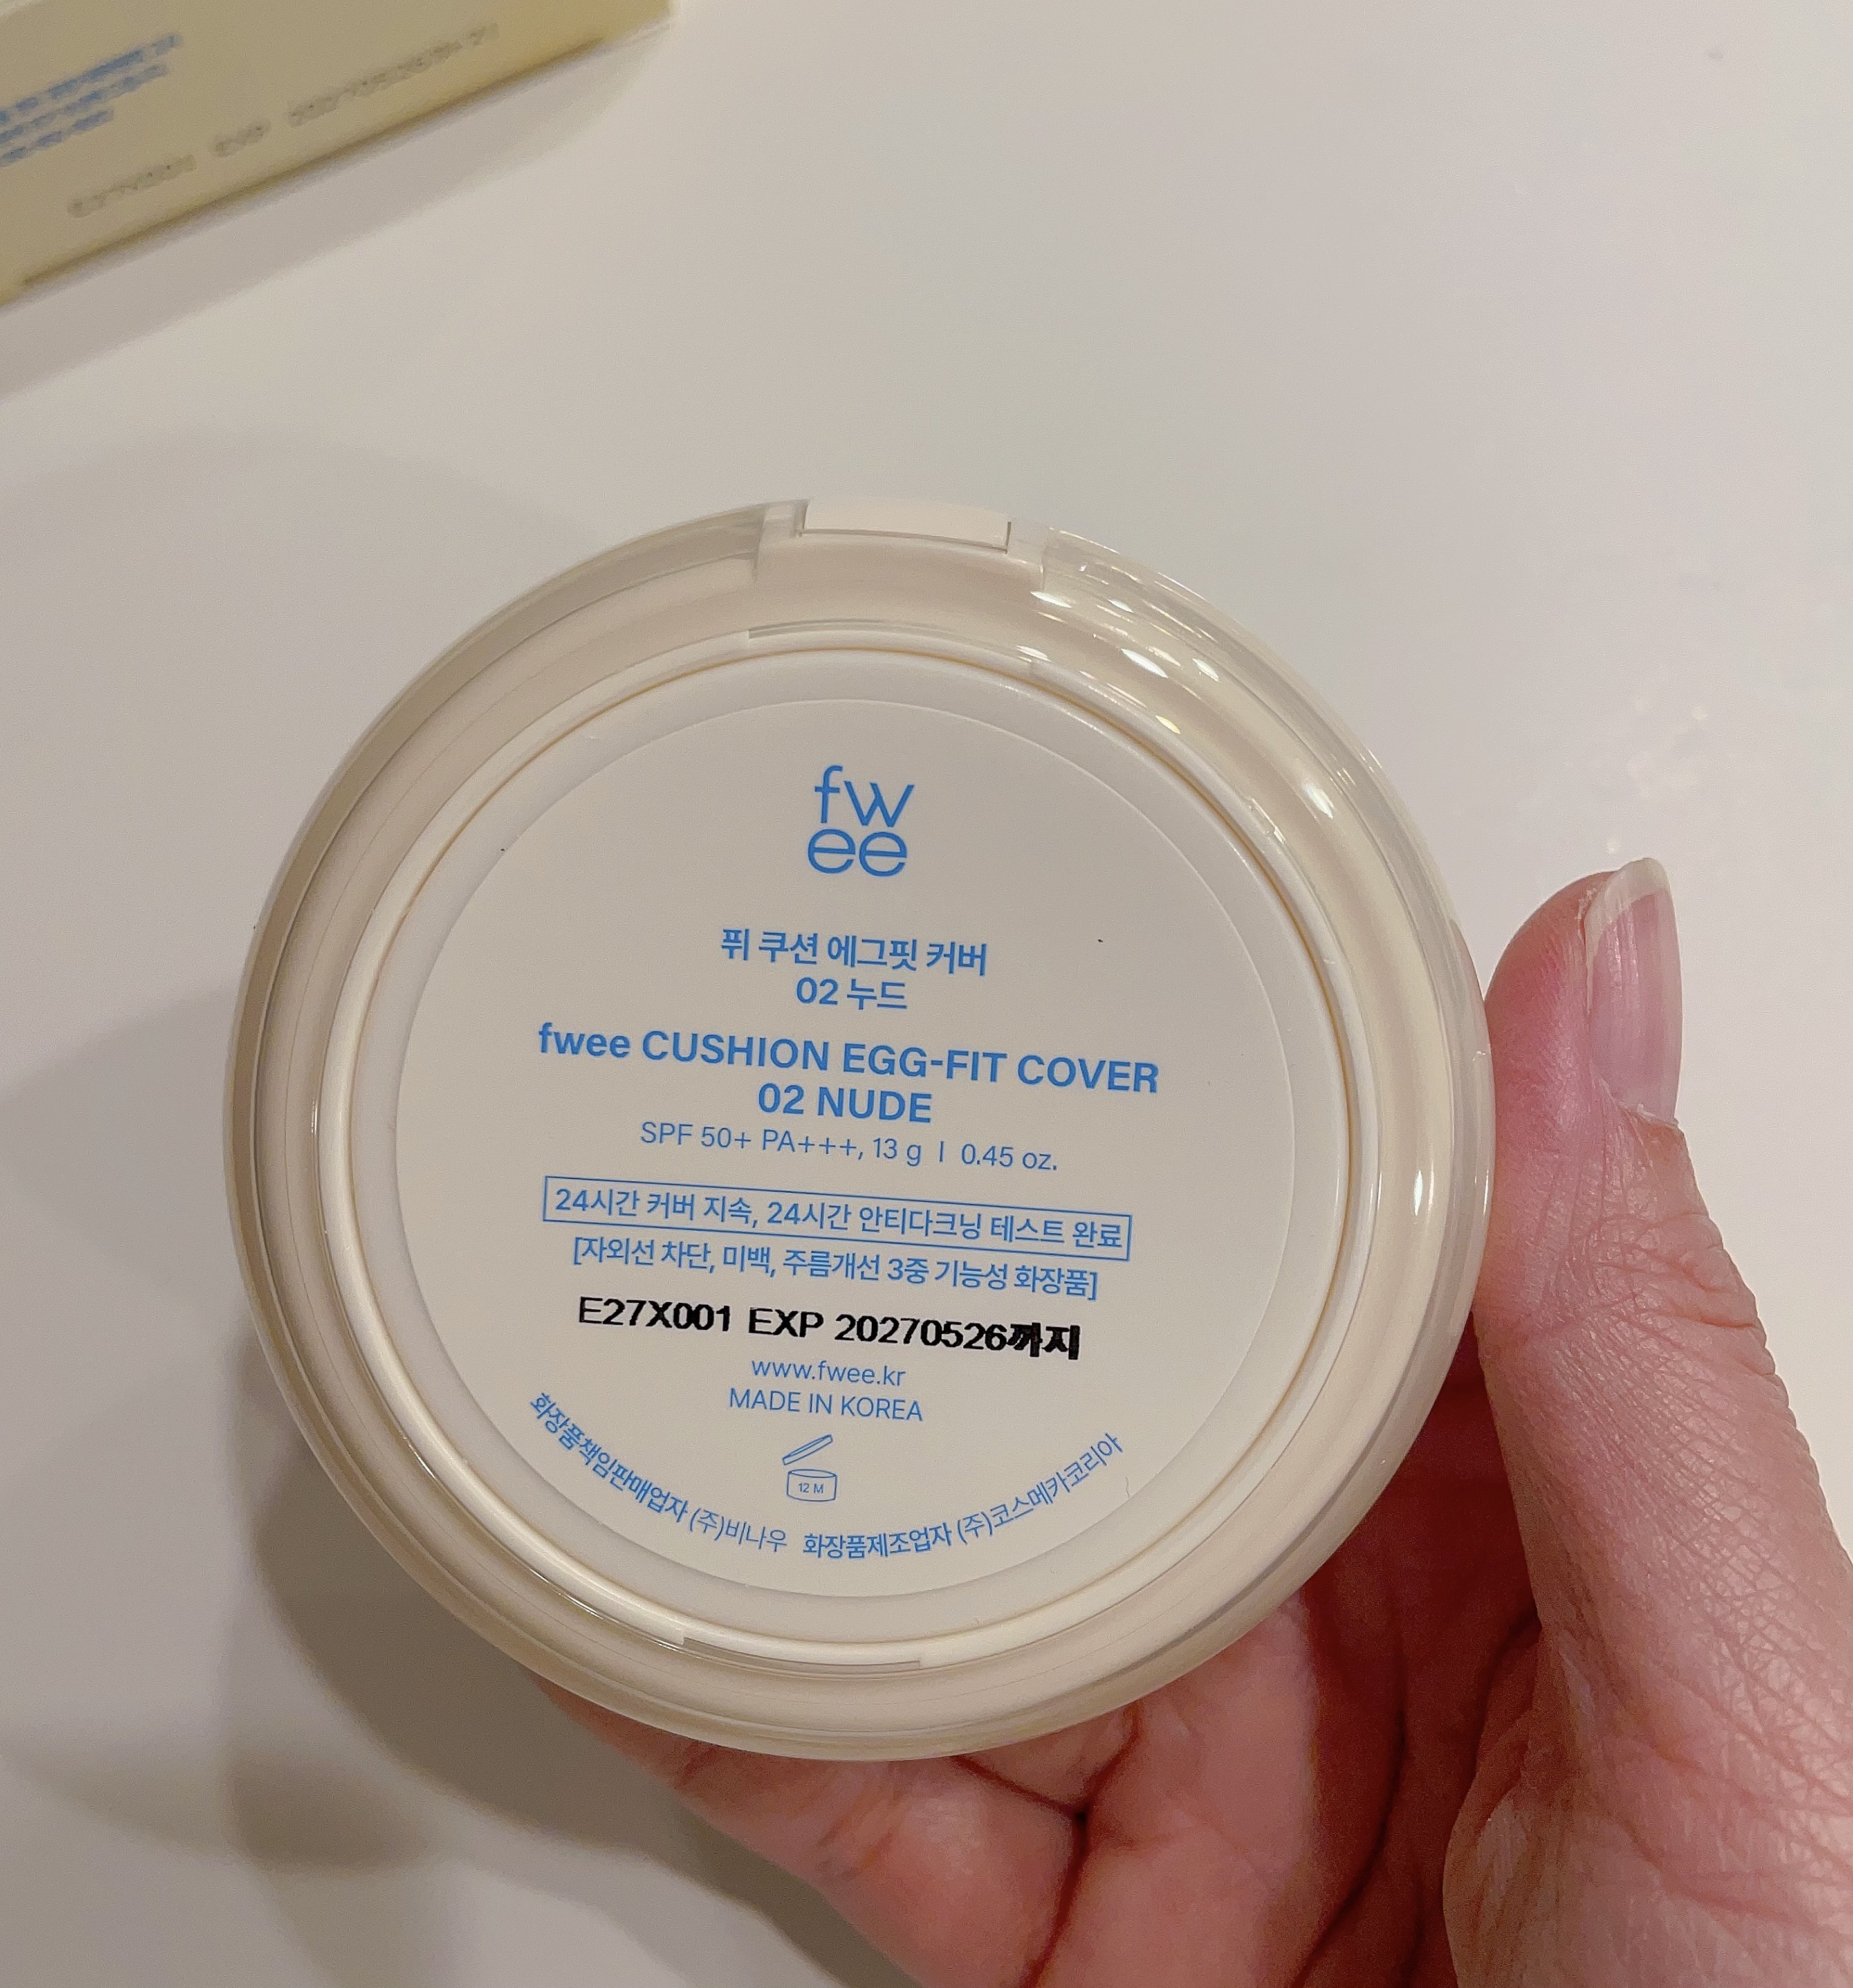 EXP
fw
ee
퓌 쿠션 에그핏 커버
02 누드
fwee CUSHION EGG-FIT COVER
02 NUDE
SPF 50+ PA+++, 13 g | 0.45 oz.
24시간 커버 지속, 24시간 안티다크닝 테스트 완료
[자외선 차단, 미백, 주름개선 3중 기능성 화장품]
E27X001 EXP 20270526까지
www.fwee.kr
MADE IN KOREA
12 M
화장품책임판매업자 (주)비나우 화장품제조업자 (주)코스메카코리아